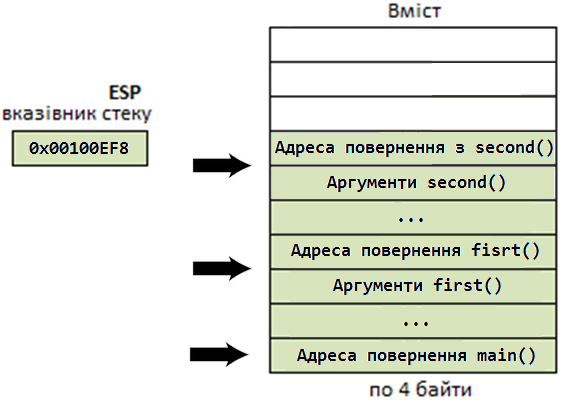 Вміст
ESP
вказівник стеку
0x00100EF8
Адреса повернення з second()
Аргументи second()
...
Адреса повернення fisrt()
Аргументи first()
...
Адреса повернення main()
по 4 байти